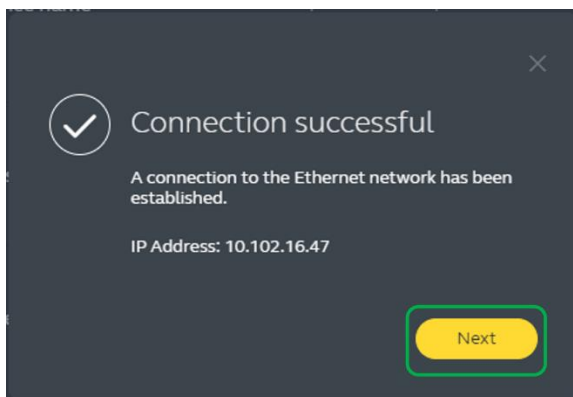 Connection successful
A connection to the Ethernet network has been
established.
IP Address: 10.102.16.47
Next